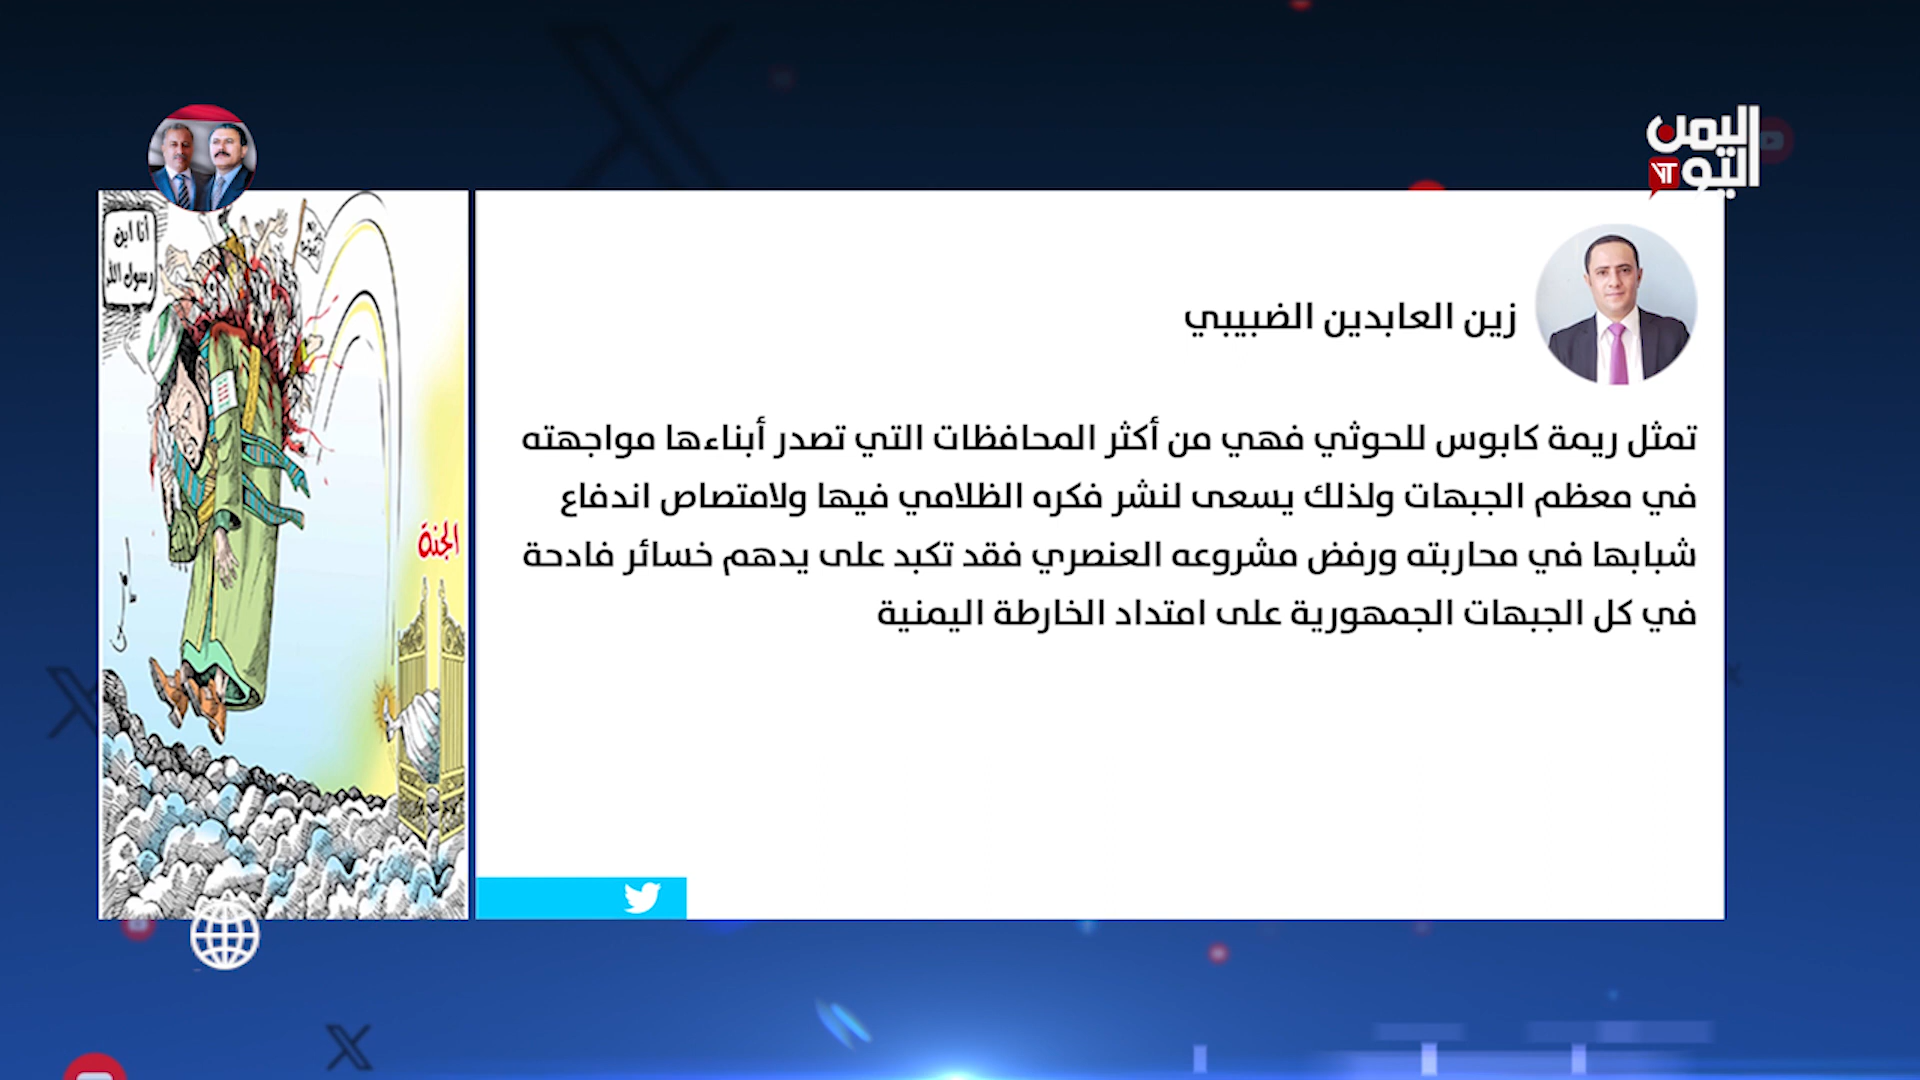 اليمن
اليوم
YT
زين العابدين الضبيبي
تمثل ريمة كابوس للحوثي فهي من أكثر المحافظات التي تصدر أبناءها مواجهته
في معظم الجبهات ولذلك يسعى لنشر فكره الظلامي فيها ولامتصاص اندفاع
شبابها في محاربته ورفض مشروعه العنصري فقد تكبد على يدهم خسائر فادحة
في كل الجبهات الجمهورية على امتداد الخارطة اليمنية
أنا ابن
رسول الله
الجنة